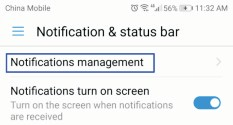 China Mobile 56% 11:32 AM
Notification & status bar
Notifications management
Notifications turn on screen
Turn on the screen when notifications
are received